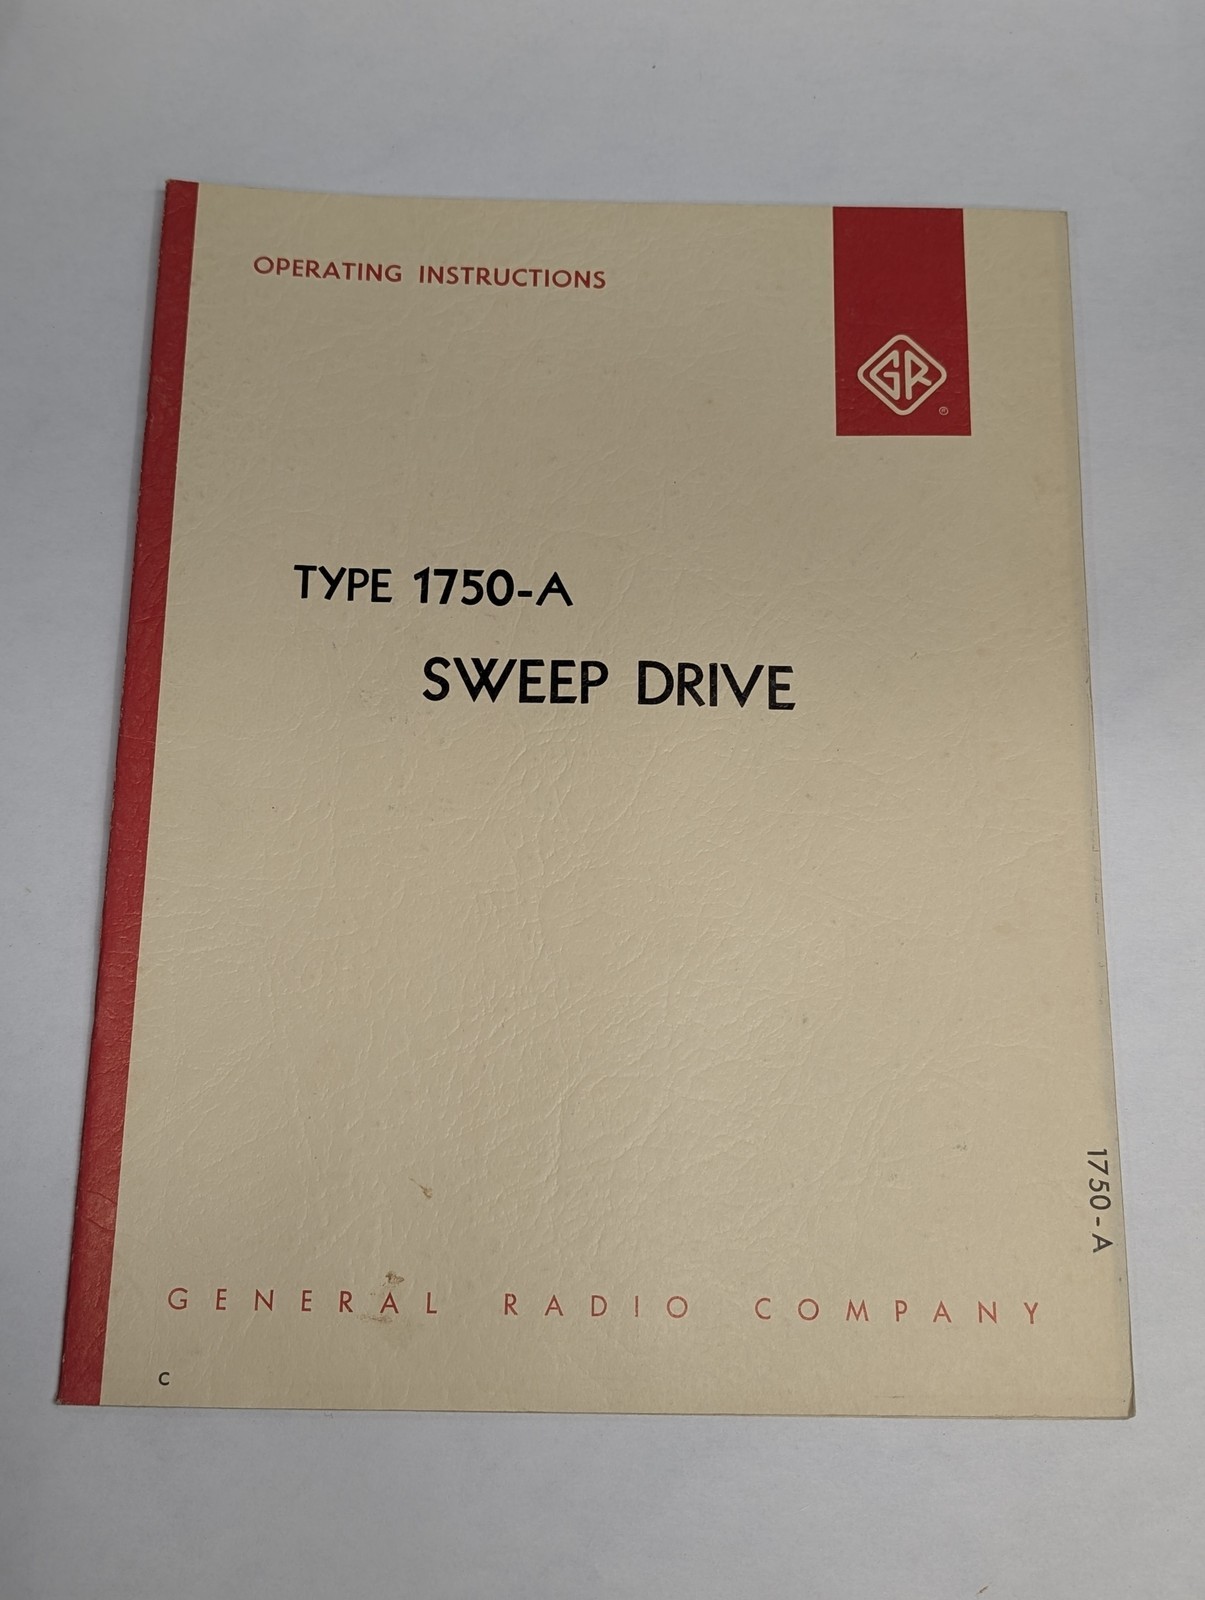 OPERATING INSTRUCTIONS
GR
®
TYPE 1750-A
SWEEP DRIVE
1750-A
GENERAL RADIO COMPANY
C